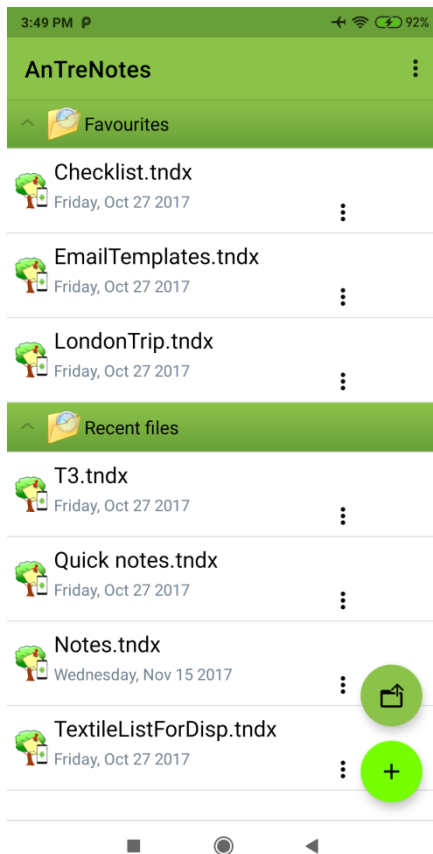 3:49 PM
92%
AnTreNotes
Favourites
Checklist.tndx
Friday, Oct 27 2017
EmailTemplates.tndx
Friday, Oct 27 2017
LondonTrip.tndx
Friday, Oct 27 2017
Recent files
T3.tndx
Friday, Oct 27 2017
Quick notes.tndx
Friday, Oct 27 2017
Notes.tndx
Wednesday, Nov 15 2017
TextileListForDisp.tndx
Friday, Oct 27 2017